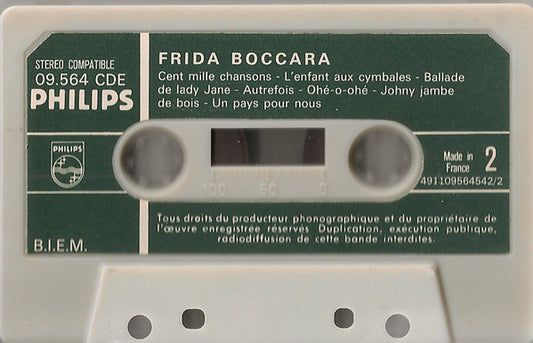 STEREO COMPATIBLE
09.564 CDE
PHILIPS
FRIDA BOCCARA
Cent mille chansons - L'enfant aux cymbales - Ballade
de lady Jane - Autrefois - Ohé-o-ohé - Johny jambe
de bois - Un pays pour nous
PHILIPS
Made in
France
2
491109564542/2
100 50 0
Tous droits du producteur phonographique et du propriétaire de
l'œuvre enregistrée réservés Duplication, exécution publique,
radiodiffusion de cette bande interdites.
B.I.E.M.